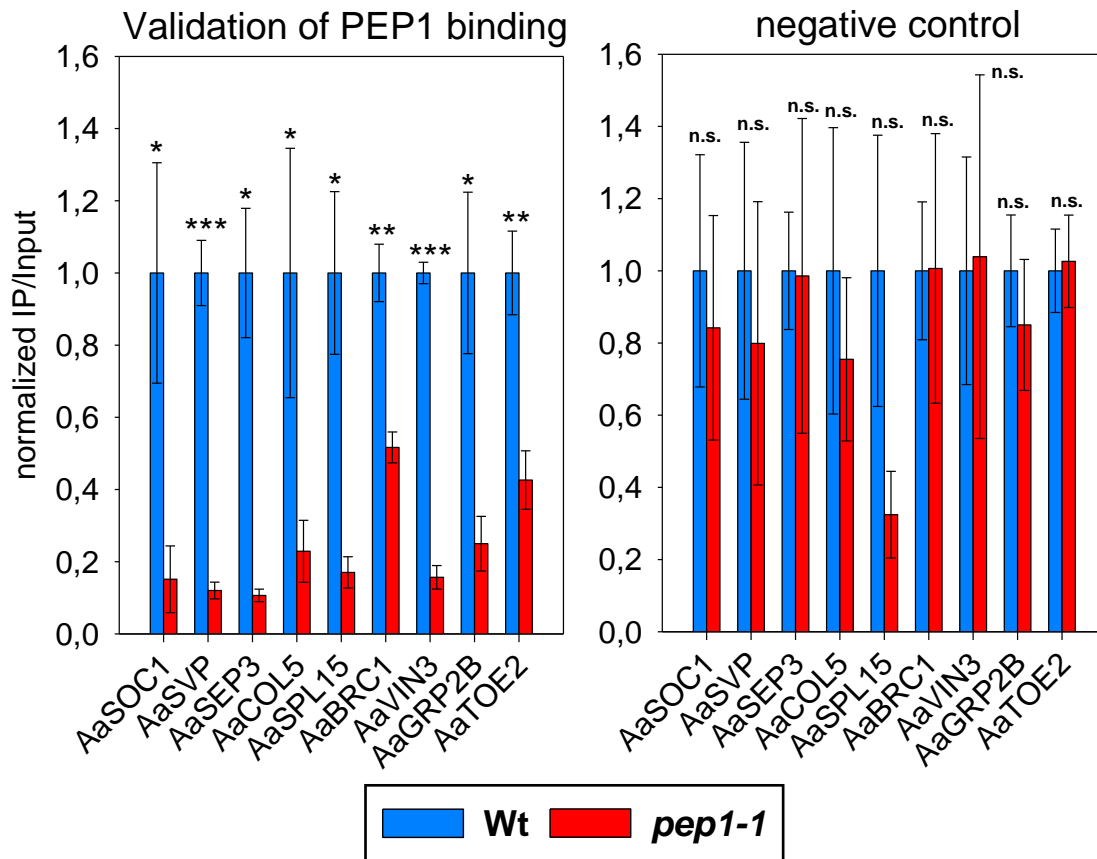 Validation of PEP1 binding
negative control
normalized IP/Input
1,6
1,4
1,2
1,0
0,8
0,6
0,4
0,2
0,0
*
***
*
*
*
**
***
*
**
AaSOC1
AaSVP
AaSEP3
AaCOL5
AaSPL15
AaBRC1
AaVIN3
AaGRP2B
AaTOE2
1,6
1,4
1,2
1,0
0,8
0,6
0,4
0,2
0,0
n.s.
n.s.
n.s.
n.s.
n.s.
n.s.
n.s.
n.s.
n.s.
AaSOC1
AaSVP
AaSEP3
AaCOL5
AaSPL15
AaBRC1
AaVIN3
AaGRP2B
AaTOE2
Wt
pep1-1